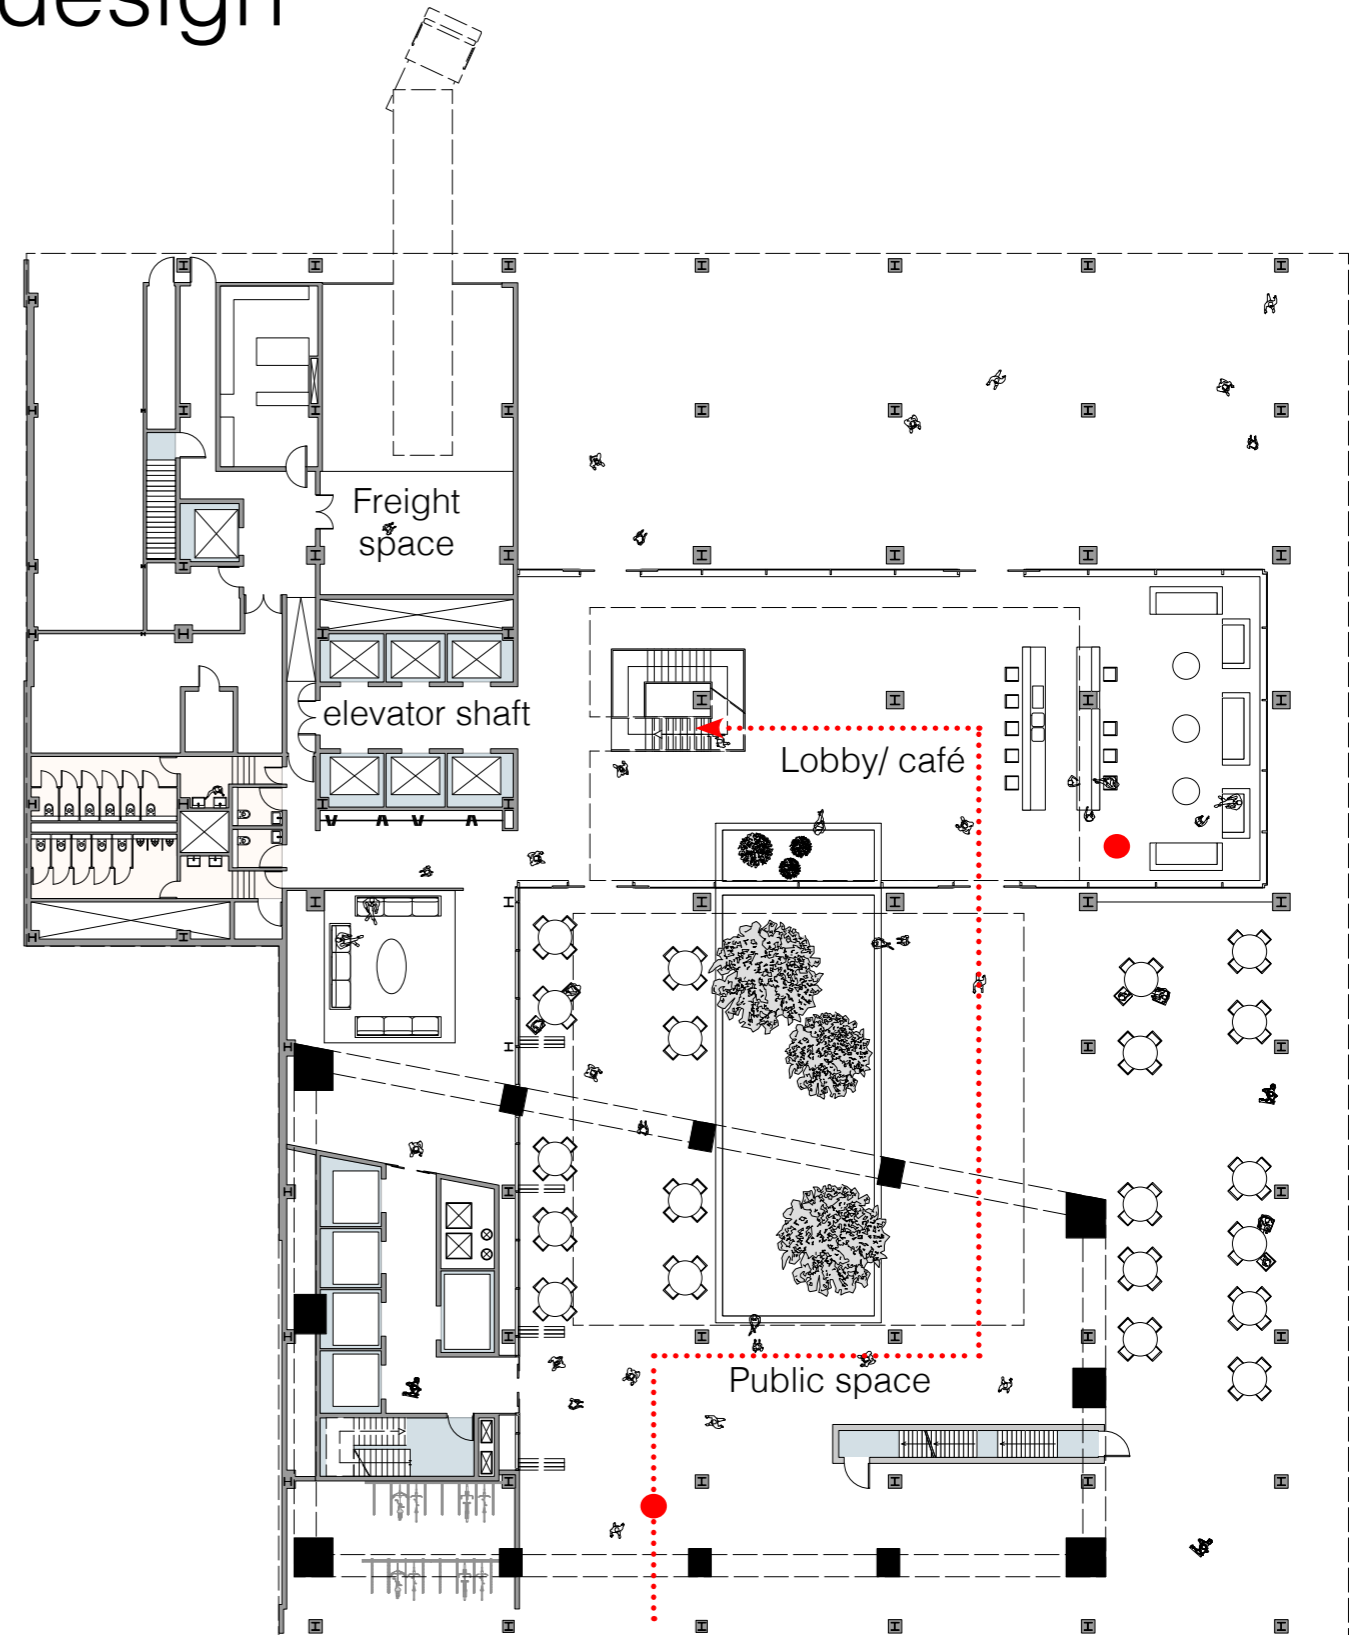 design
Freight
space
elevator shaft
Lobby/ café
Public space